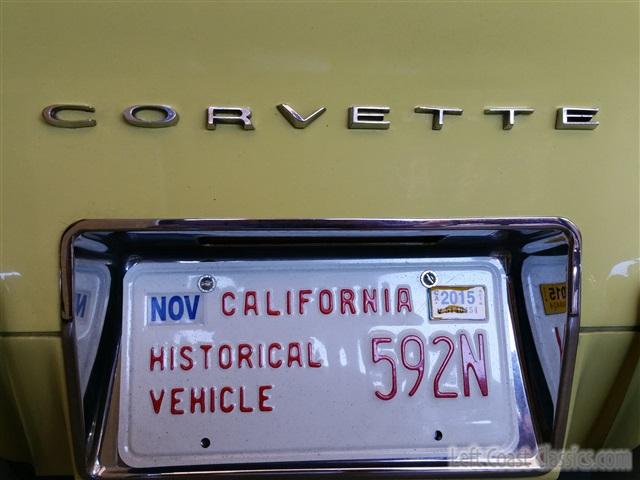 CORVETTE
NOV CALIFORNIA 2015
HISTORICAL 592N
VEHICLE
Left-Coast-Classics.com